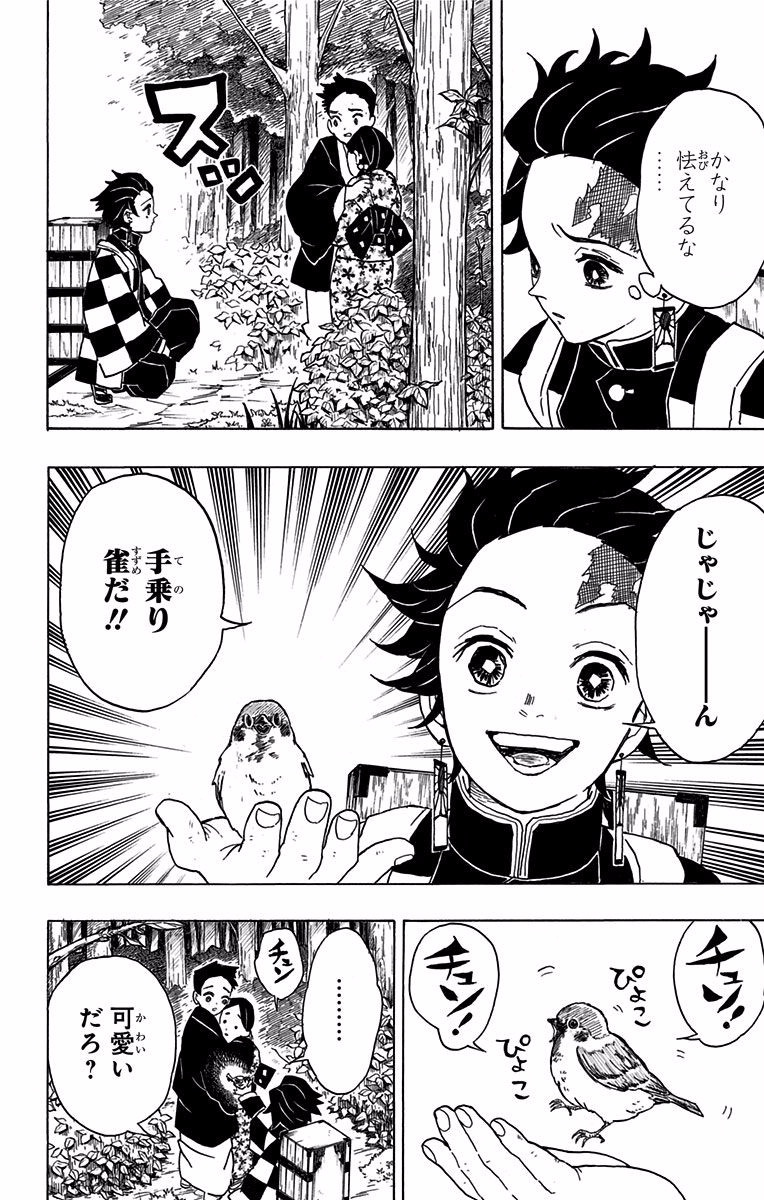 かなり
怯えてるな
……
ズッ
じゃじゃーん
手乗り
雀だ!!
チュン!
チュン!
ぴょこ
ぴょこ
………
チュン
可愛い
だろ?